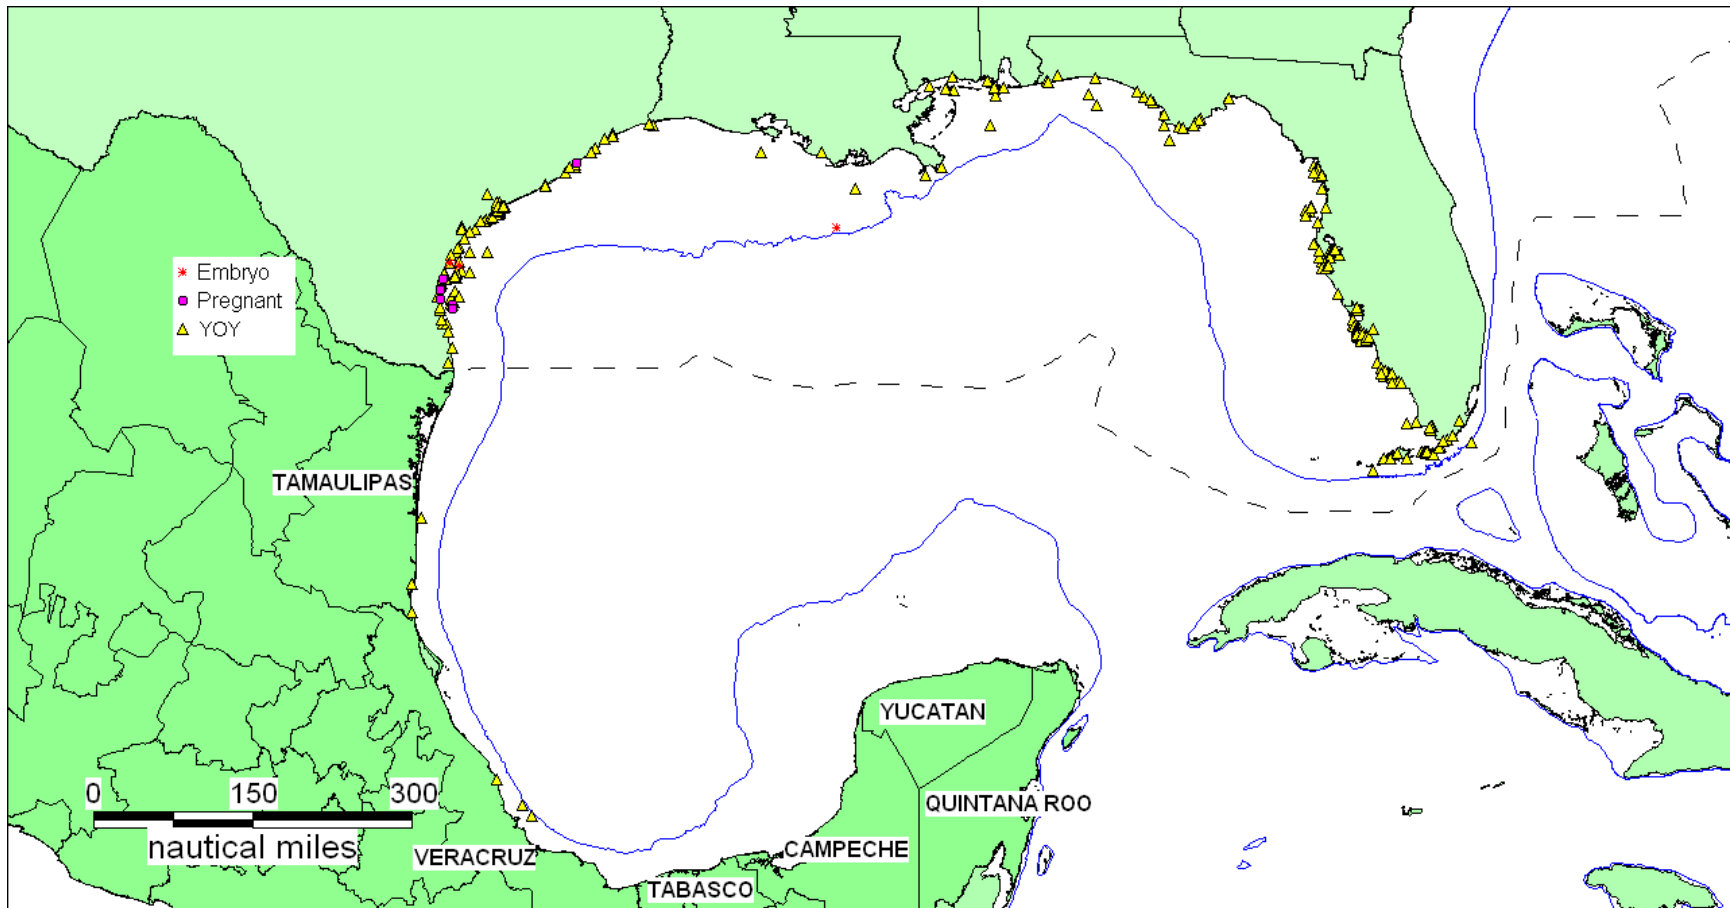 Embryo
Pregnant
YOY
TAMAULIPAS
YUCATAN
0 150 300
nautical miles
QUINTANA ROO
VERACRUZ
CAMPECHE
TABASCO